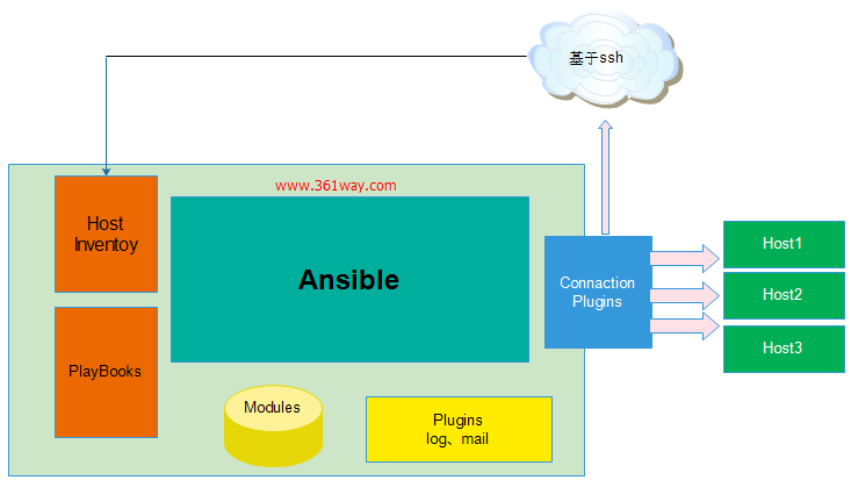 基于ssh
www.361way.com
Host
Inventoy
Ansible
Host1
Connaction
Plugins
Host2
Host3
PlayBooks
Modules
Plugins
log、mail